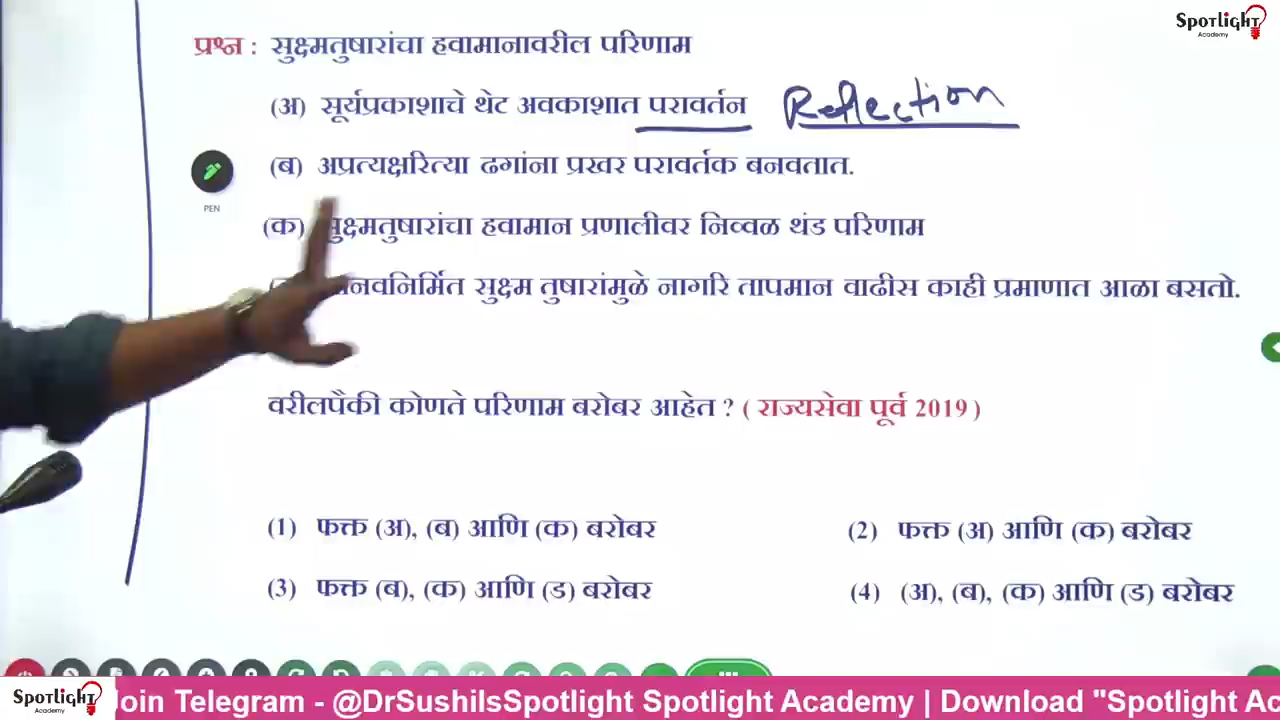 Spotlight
Academy
प्रश्न : सुक्ष्मतुषारांचा हवामानावरील परिणाम
(अ) सूर्यप्रकाशाचे थेट अवकाशात परावर्तन Reflection
(ब) अप्रत्यक्षरित्या ढगांना प्रखर परावर्तक बनवतात.
PEN
(क) सुक्ष्मतुषारांचा हवामान प्रणालीवर निव्वळ थंड परिणाम
सुक्ष्म तुषारांमुळे नागरि तापमान वाढीस काही प्रमाणात आळा बसतो.
वरीलपैकी कोणते परिणाम बरोबर आहेत ? ( राज्यसेवा पूर्व 2019 )
(1) फक्त (अ), (ब) आणि (क) बरोबर (2) फक्त (अ) आणि (क) बरोबर
(3) फक्त (ब), (क) आणि (ड) बरोबर (4) (अ), (ब), (क) आणि (ड) बरोबर
Spotlight
Academy
Join Telegram - @DrSushilsSpotlight Spotlight Academy | Download "Spotlight Ac